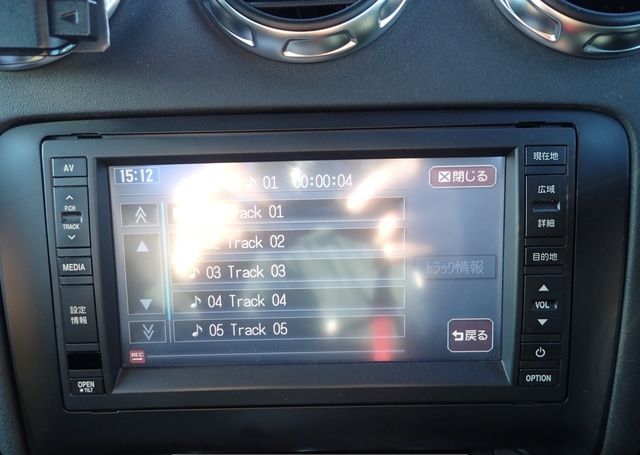 AV
P.CH
TRACK
MEDIA
設定
情報
OPEN
TILT
15:12
♪ 01 00:00:04
☒閉じる
Track 01
02 Track 02
♪ 03 Track 03
♪ 04 Track 04
♪ 05 Track 05
トラック情報
戻る
REC
現在地
広域
詳細
目的地
VOL
OPTION